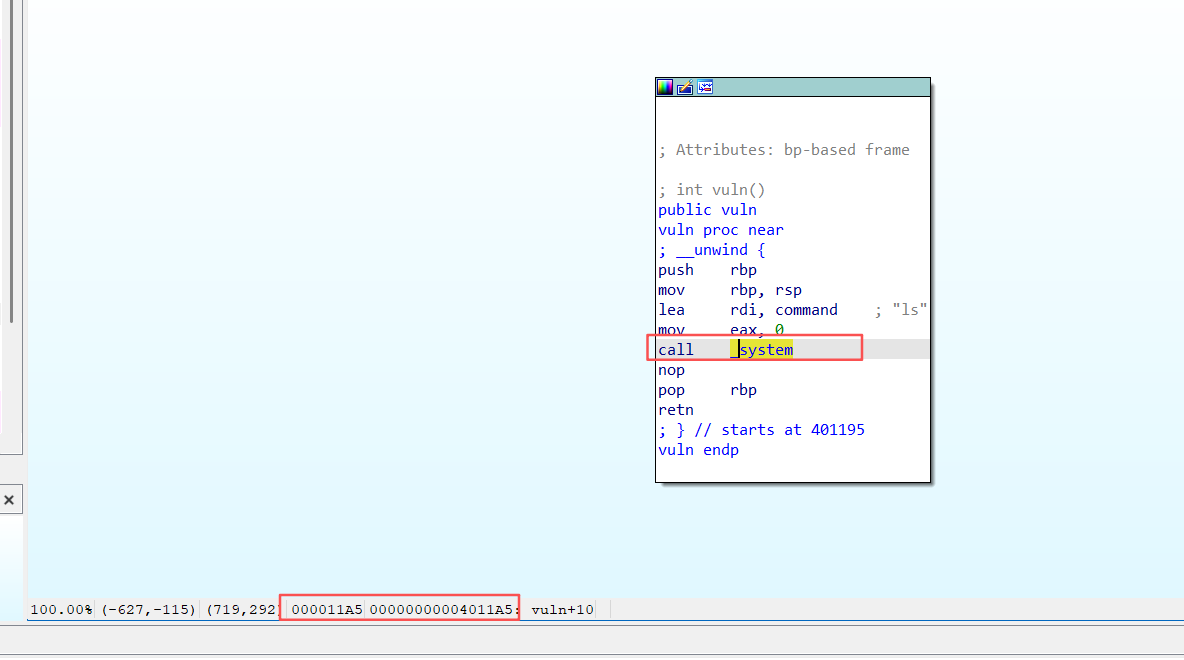 ; Attributes: bp-based frame
; int vuln()
public vuln
vuln proc near
; __unwind {
push    rbp
mov     rbp, rsp
lea     rdi, command    ; "ls"
mov     eax, 0
call    _system
nop
pop     rbp
retn
; } // starts at 401195
vuln endp
100.00% (-627,-115) (719,292) 000011A5 00000000004011A5: vuln+10